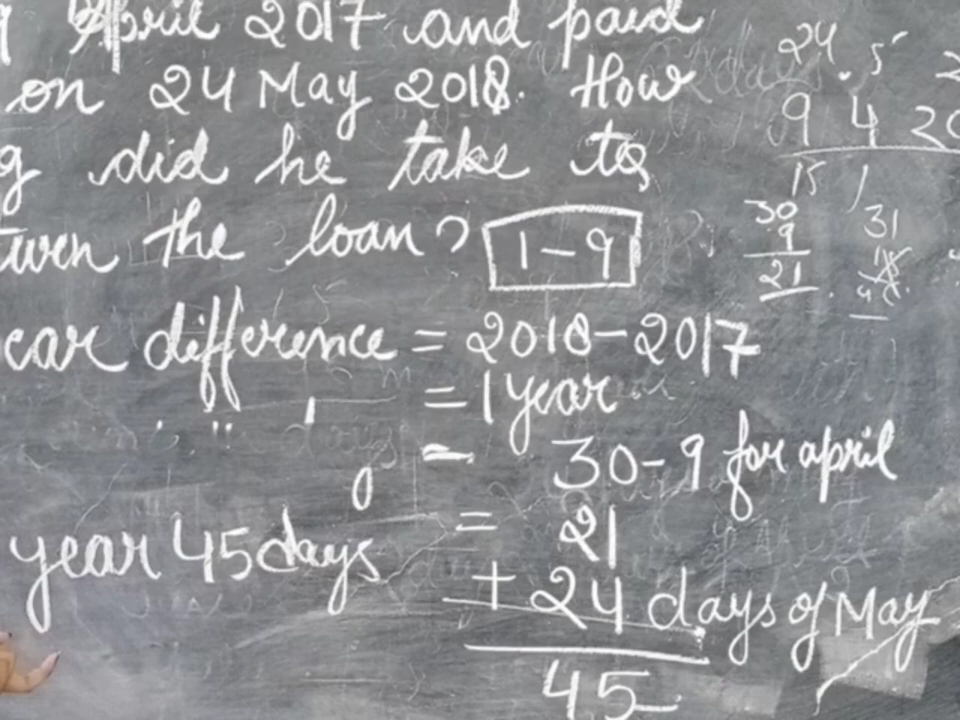 April 2017 and paid
on 24 May 2018. How
g did he take to
the loan?
1-9
difference = 2018-2017
= 1 year
= 30-9 for april
= 21
year 45 days
+ 24 days of May
45
24 . 5
9 4 20
15 1
30
9
21
31